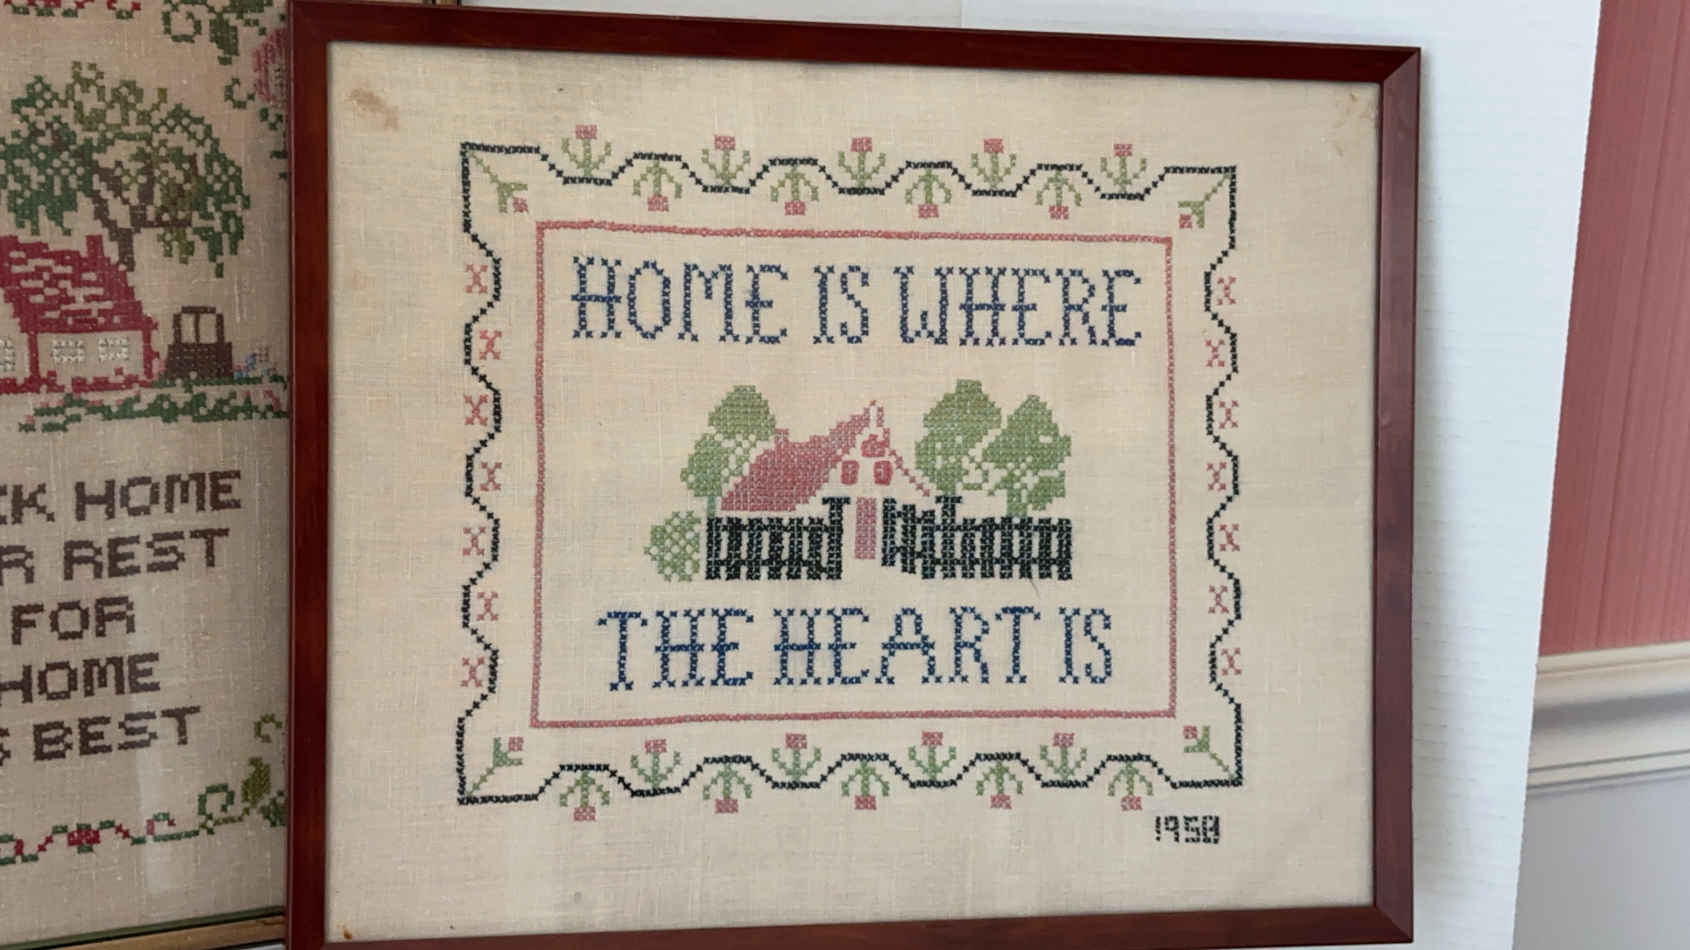 HOME IS WHERE
THE HEART IS
1958
HOME
REST
FOR
HOME
BEST